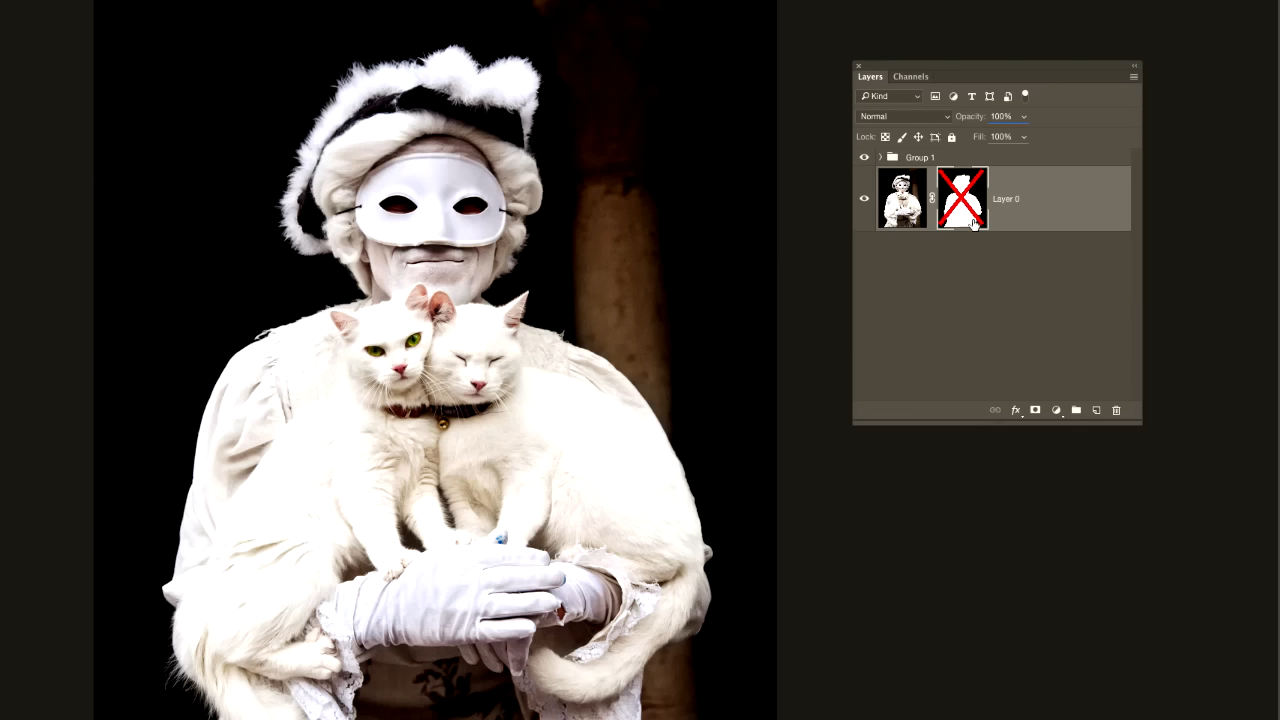 Layers Channels
Kind T
Normal Opacity: 100%
Lock: Fill: 100%
Group 1
Layer 0
fx